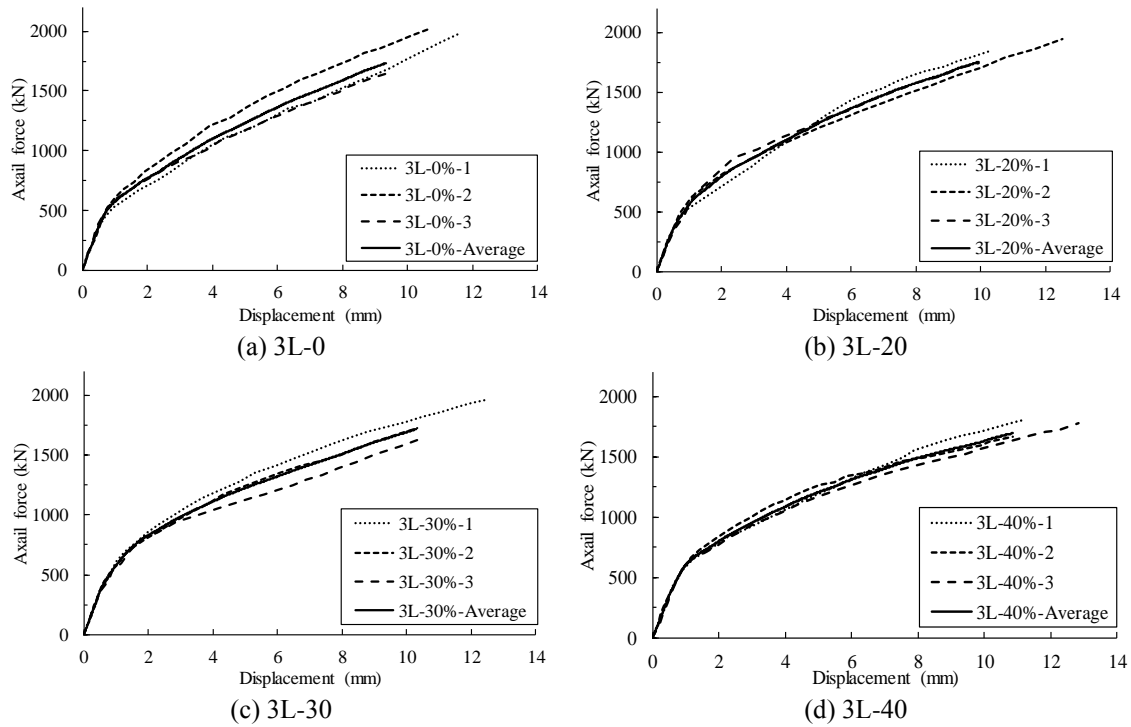 2000
1500
1000
500
0
Axail force (kN)
3L-0%-1
3L-0%-2
3L-0%-3
3L-0%-Average
0 2 4 6 8 10 12 14
Displacement (mm)
(a) 3L-0
2000
1500
1000
500
0
Axail force (kN)
3L-20%-1
3L-20%-2
3L-20%-3
3L-20%-Average
0 2 4 6 8 10 12 14
Displacement (mm)
(b) 3L-20
2000
1500
1000
500
0
Axail force (kN)
3L-30%-1
3L-30%-2
3L-30%-3
3L-30%-Average
0 2 4 6 8 10 12 14
Displacement (mm)
(c) 3L-30
2000
1500
1000
500
0
Axail force (kN)
3L-40%-1
3L-40%-2
3L-40%-3
3L-40%-Average
0 2 4 6 8 10 12 14
Displacement (mm)
(d) 3L-40